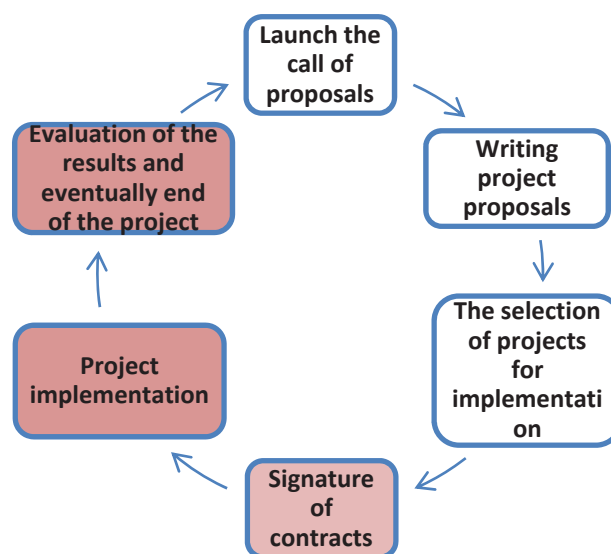 Launch the
call of
proposals
Writing
project
proposals
The selection
of projects
for
implementati
on
Signature
of
contracts
Project
implementation
Evaluation of the
results and
eventually end
of the project